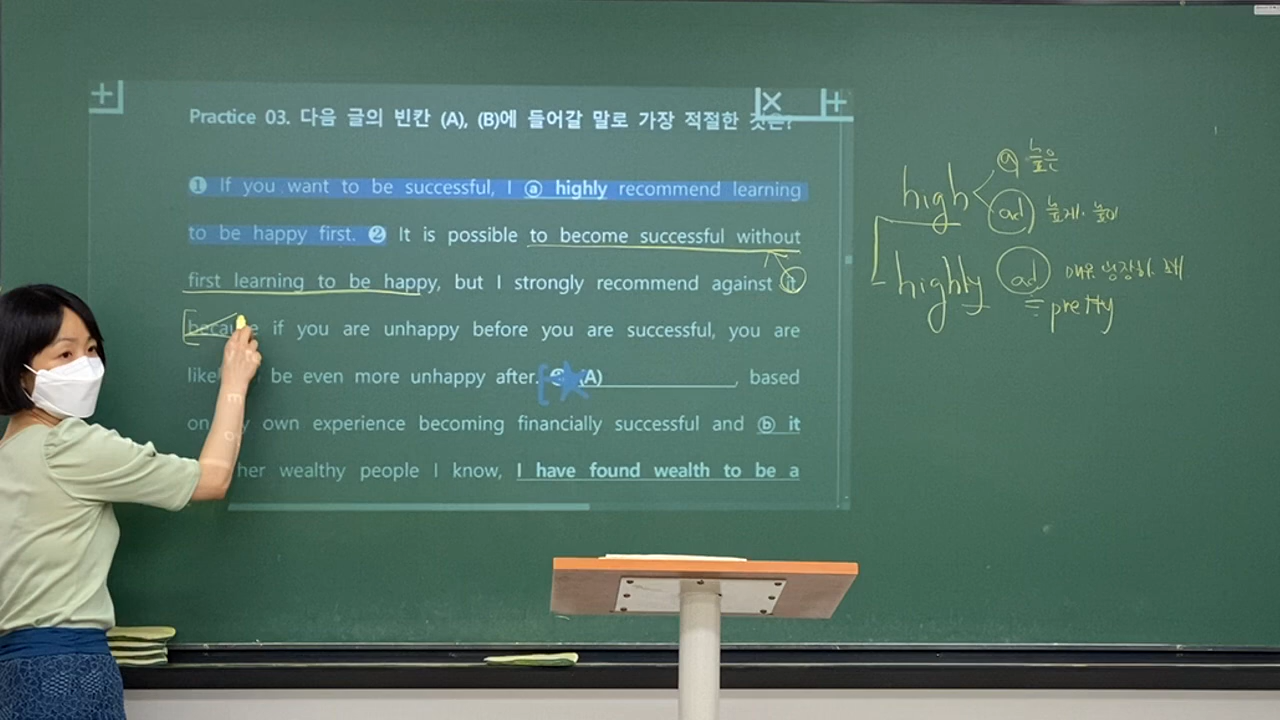 Practice 03. 다음 글의 빈칸 (A), (B)에 들어갈 말로 가장 적절한 것은?
❶ If you want to be successful, I ⓐ highly recommend learning
to be happy first. ❷ It is possible to become successful without
first learning to be happy, but I strongly recommend against it
because if you are unhappy before you are successful, you are
be even more unhappy after. (A) , based
on own experience becoming financially successful and ⓑ it
wealthy people I know, I have found wealth to be a
high ⓐ 높은
ad 높게. 높이
highly ad 매우
= pretty